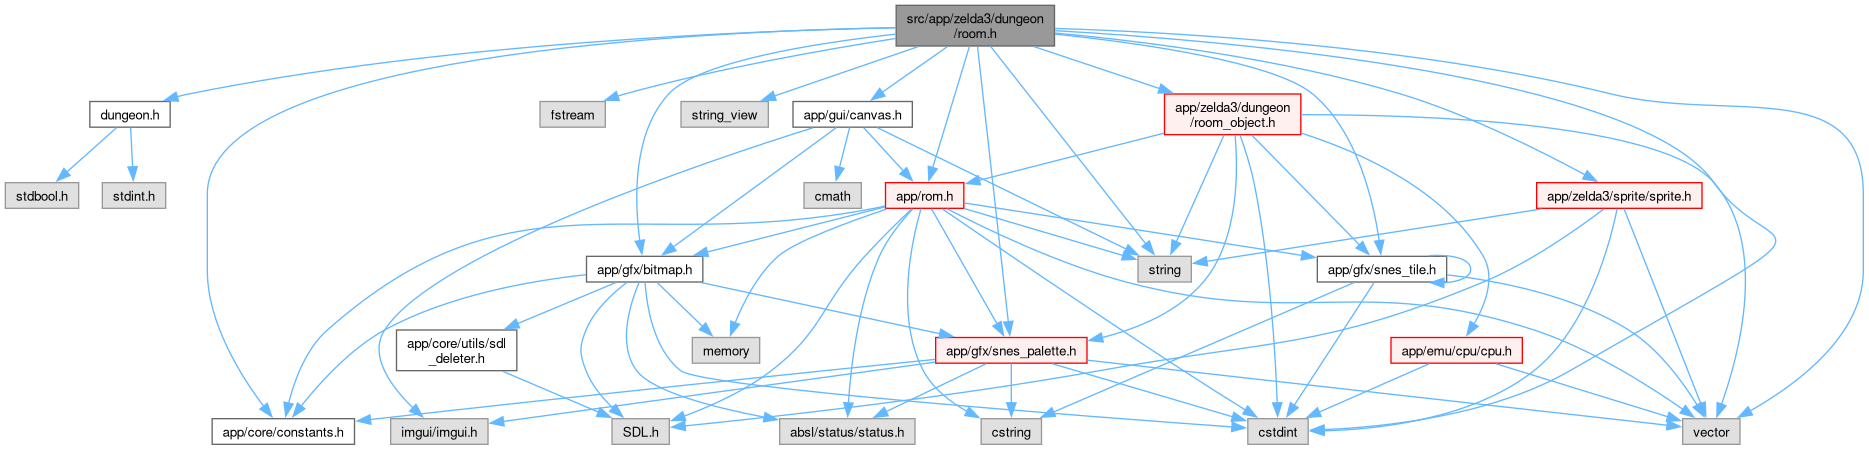 src/app/zelda3/dungeon
/room.h
dungeon.h
fstream
string_view
app/gui/canvas.h
app/zelda3/dungeon
/room_object.h
stdbool.h
stdint.h
cmath
app/rom.h
app/zelda3/sprite/sprite.h
app/gfx/bitmap.h
string
app/gfx/snes_tile.h
app/core/utils/sdl
_deleter.h
memory
app/gfx/snes_palette.h
app/emu/cpu/cpu.h
app/core/constants.h
imgui/imgui.h
SDL.h
absl/status/status.h
cstring
cstdint
vector